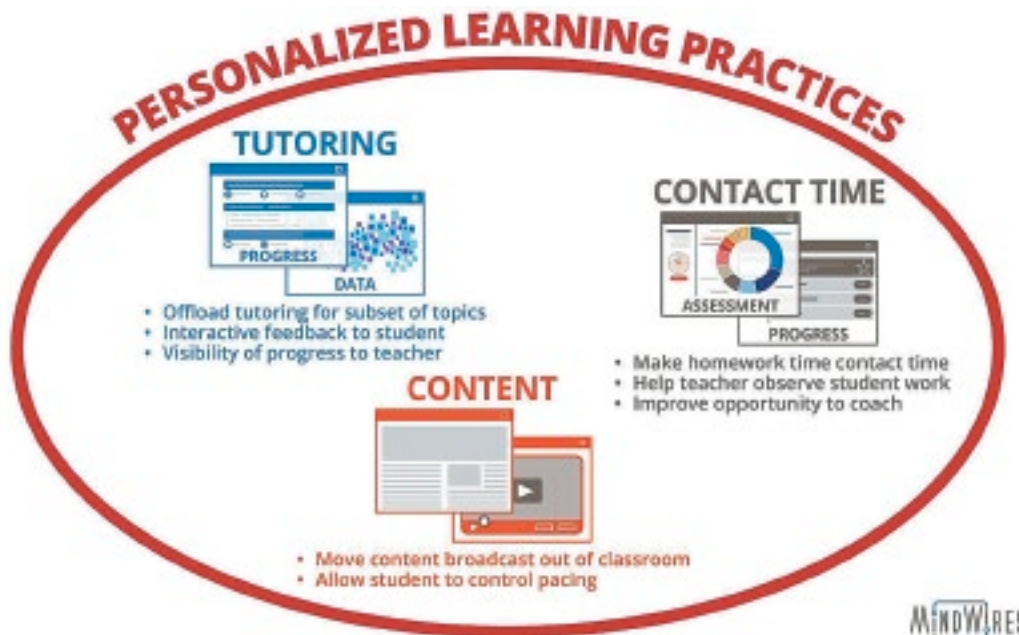 PERSONALIZED LEARNING PRACTICES
TUTORING
PROGRESS
DATA
• Offload tutoring for subset of topics
• Interactive feedback to student
• Visibility of progress to teacher
CONTACT TIME
ASSESSMENT
PROGRESS
• Make homework time contact time
• Help teacher observe student work
• Improve opportunity to coach
CONTENT
• Move content broadcast out of classroom
• Allow student to control pacing
MINDWIRES